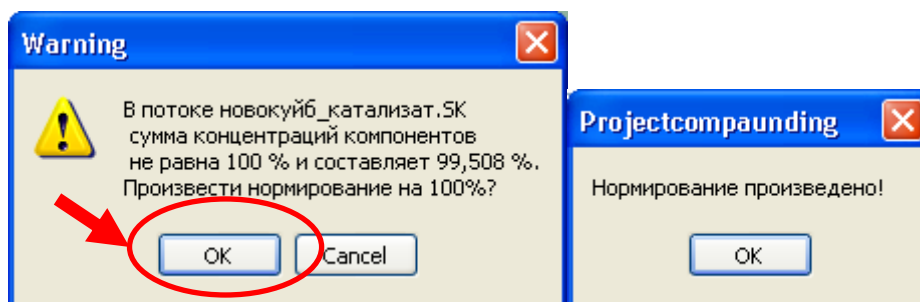 Warning
В потоке новокуйб_катализат.SK
сумма концентраций компонентов
не равна 100 % и составляет 99,508 %.
Произвести нормирование на 100%?
OK
Cancel
Projectcompaunding
Нормирование произведено!
OK